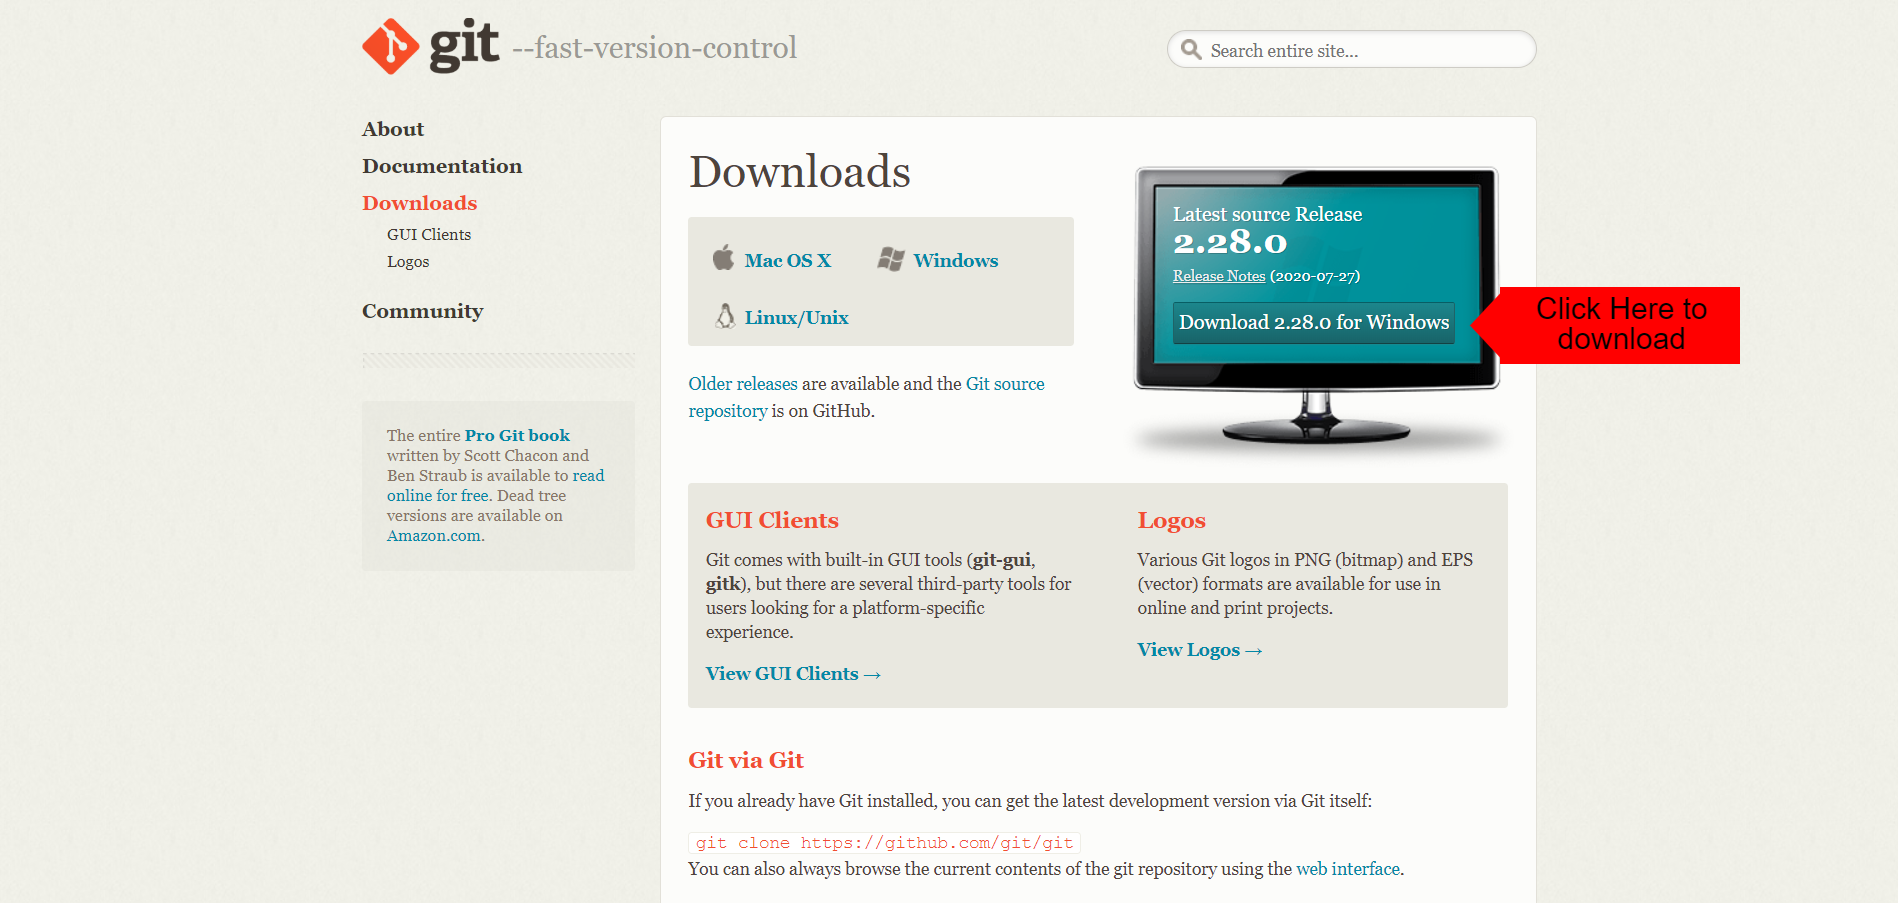 git --fast-version-control
Search entire site...
About
Documentation
Downloads
GUI Clients
Logos
Community
The entire Pro Git book
written by Scott Chacon and
Ben Straub is available to read
online for free. Dead tree
versions are available on
Amazon.com.
Downloads
Mac OS X
Windows
Linux/Unix
Older releases are available and the Git source
repository is on GitHub.
Latest source Release
2.28.0
Release Notes (2020-07-27)
Download 2.28.0 for Windows
Click Here to
download
GUI Clients
Git comes with built-in GUI tools (git-gui,
gitk), but there are several third-party tools for
users looking for a platform-specific
experience.
View GUI Clients →
Logos
Various Git logos in PNG (bitmap) and EPS
(vector) formats are available for use in
online and print projects.
View Logos →
Git via Git
If you already have Git installed, you can get the latest development version via Git itself:
git clone https://github.com/git/git
You can also always browse the current contents of the git repository using the web interface.